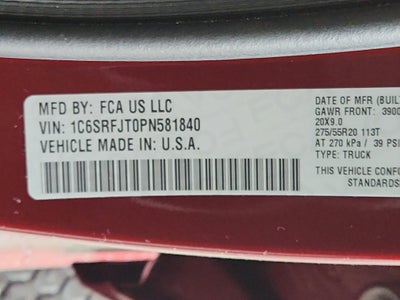 MFD BY: FCA US LLC
VIN: 1C6SRFJT0PN581840
VEHICLE MADE IN: U.S.A.
DATE OF MFR (BUIL
GAWR FRONT: 3900
20X9.0
275/55R20 113T
AT 270 kPa / 39 PSI
TYPE: TRUCK
THIS VEHICLE CONFO
STANDARDS